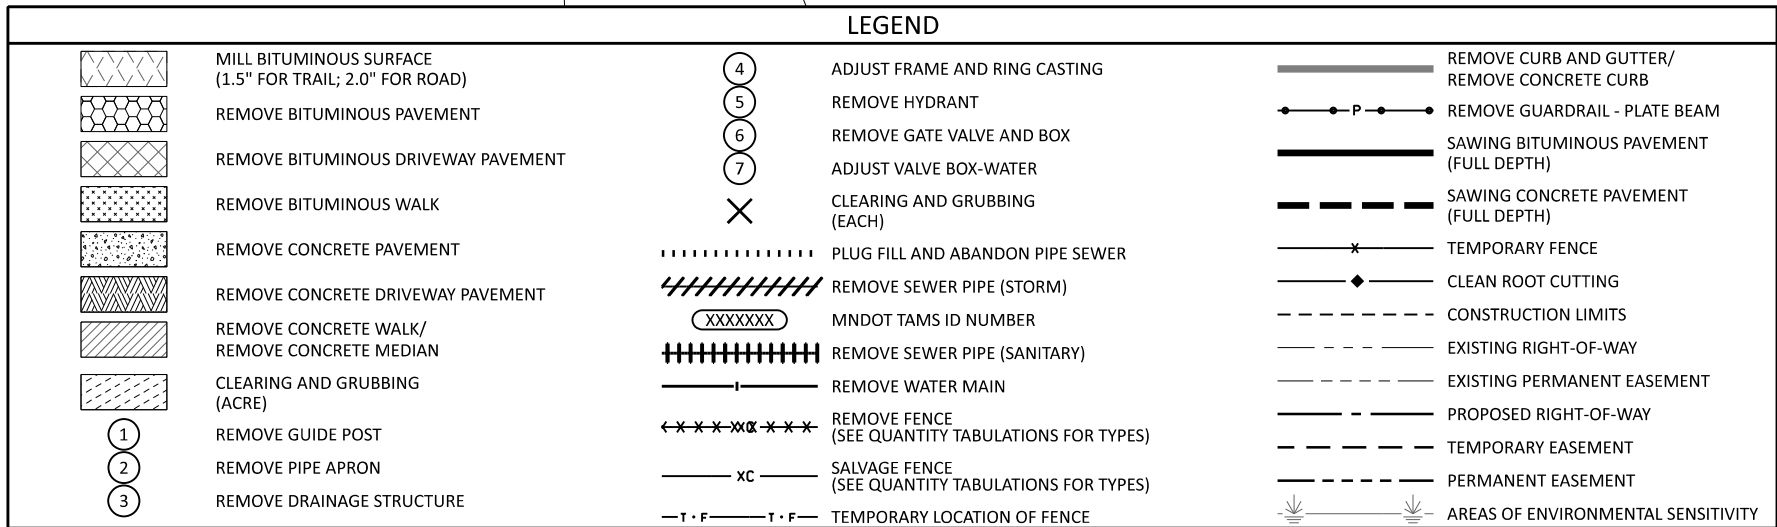 LEGEND
MILL BITUMINOUS SURFACE
(1.5" FOR TRAIL; 2.0" FOR ROAD)
REMOVE BITUMINOUS PAVEMENT
REMOVE BITUMINOUS DRIVEWAY PAVEMENT
REMOVE BITUMINOUS WALK
REMOVE CONCRETE PAVEMENT
REMOVE CONCRETE DRIVEWAY PAVEMENT
REMOVE CONCRETE WALK/
REMOVE CONCRETE MEDIAN
CLEARING AND GRUBBING
(ACRE)
1 REMOVE GUIDE POST
2 REMOVE PIPE APRON
3 REMOVE DRAINAGE STRUCTURE
4 ADJUST FRAME AND RING CASTING
5 REMOVE HYDRANT
6 REMOVE GATE VALVE AND BOX
7 ADJUST VALVE BOX-WATER
CLEARING AND GRUBBING
(EACH)
PLUG FILL AND ABANDON PIPE SEWER
REMOVE SEWER PIPE (STORM)
XXXXXXX MNDOT TAMS ID NUMBER
REMOVE SEWER PIPE (SANITARY)
REMOVE WATER MAIN
REMOVE FENCE
(SEE QUANTITY TABULATIONS FOR TYPES)
XC SALVAGE FENCE
(SEE QUANTITY TABULATIONS FOR TYPES)
T · F T · F TEMPORARY LOCATION OF FENCE
REMOVE CURB AND GUTTER/
REMOVE CONCRETE CURB
P REMOVE GUARDRAIL - PLATE BEAM
SAWING BITUMINOUS PAVEMENT
(FULL DEPTH)
SAWING CONCRETE PAVEMENT
(FULL DEPTH)
X TEMPORARY FENCE
CLEAN ROOT CUTTING
CONSTRUCTION LIMITS
EXISTING RIGHT-OF-WAY
EXISTING PERMANENT EASEMENT
PROPOSED RIGHT-OF-WAY
TEMPORARY EASEMENT
PERMANENT EASEMENT
AREAS OF ENVIRONMENTAL SENSITIVITY